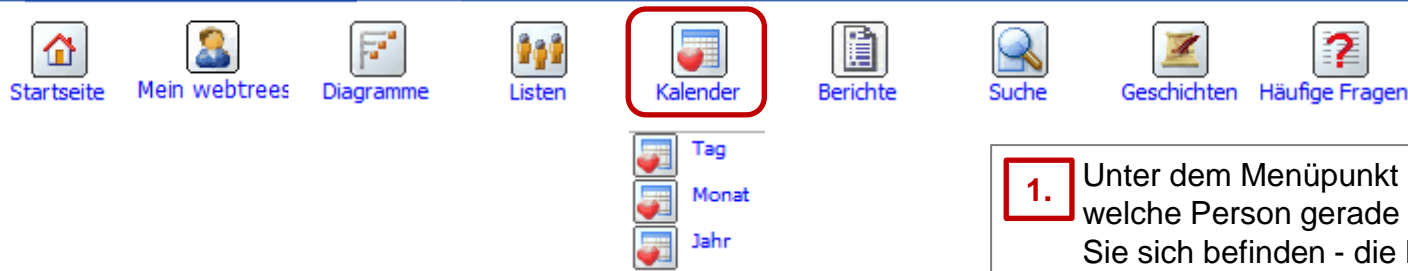 Startseite Mein webtrees Diagramme Listen Kalender Berichte Suche Geschichten Häufige Fragen
Tag
Monat
Jahr
1. Unter dem Menüpunkt
welche Person gerade
Sie sich befinden - die